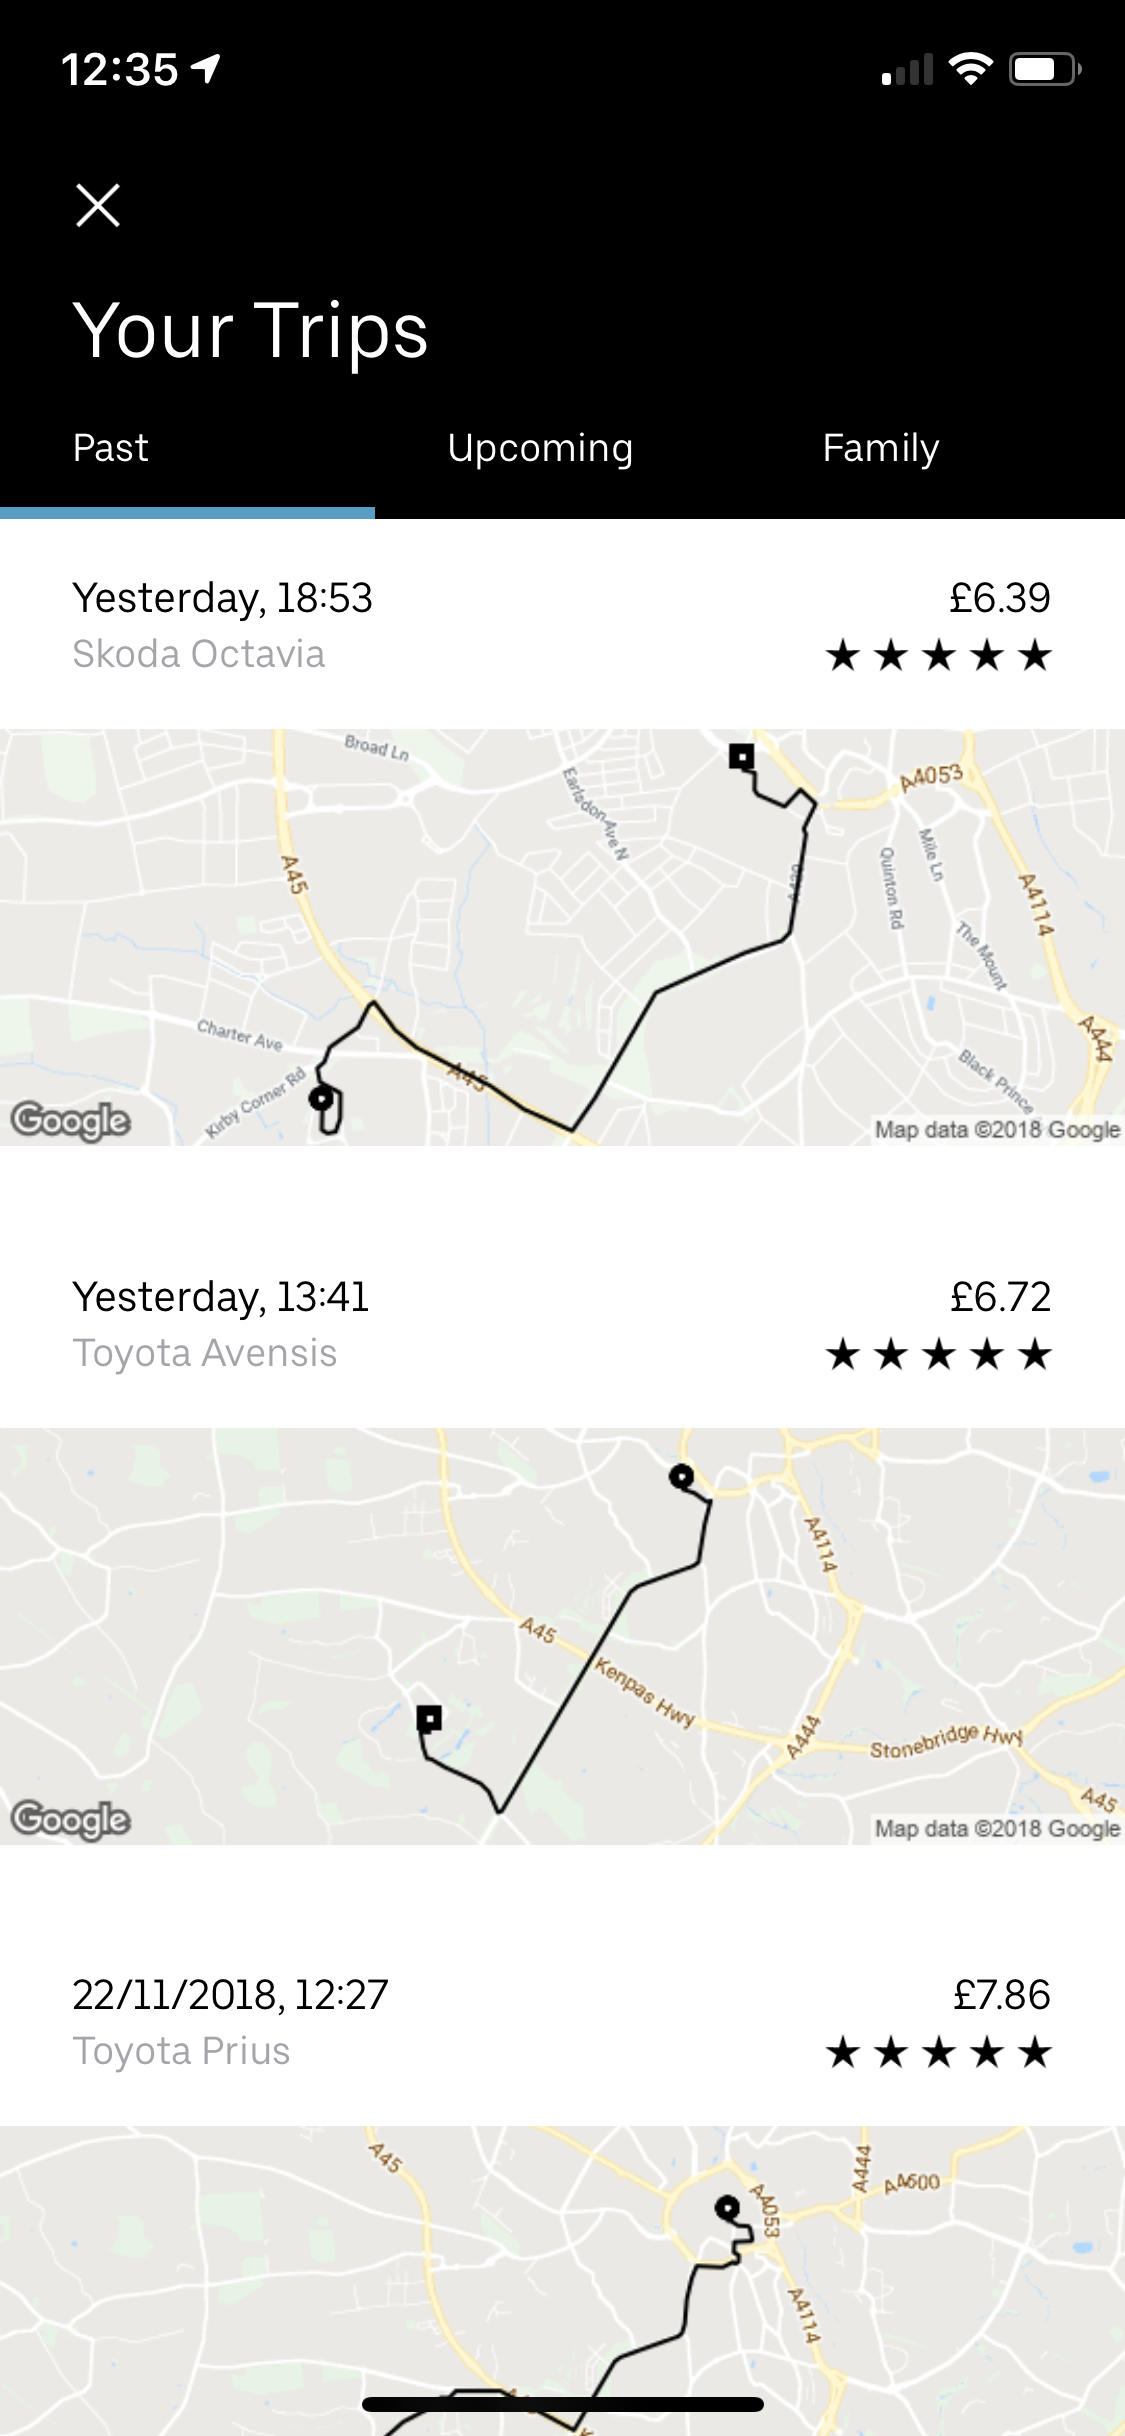 12:35
Your Trips
Past Upcoming Family
Yesterday, 18:53 £6.39
Skoda Octavia ★★★★★
Broad Ln
Earlsdon Ave N
A4053
A45
Mile Ln
Quinton Rd
A429
A4114
The Mount
Charter Ave
A444
A45
Black Prince
Kirby Corner Rd
Google
Map data ©2018 Google
Yesterday, 13:41 £6.72
Toyota Avensis ★★★★★
A4114
A45
Kenpas Hwy
A444
Stonebridge Hwy
A45
Google
Map data ©2018 Google
22/11/2018, 12:27 £7.86
Toyota Prius ★★★★★
A45
A444
A4600
A4053
A4114